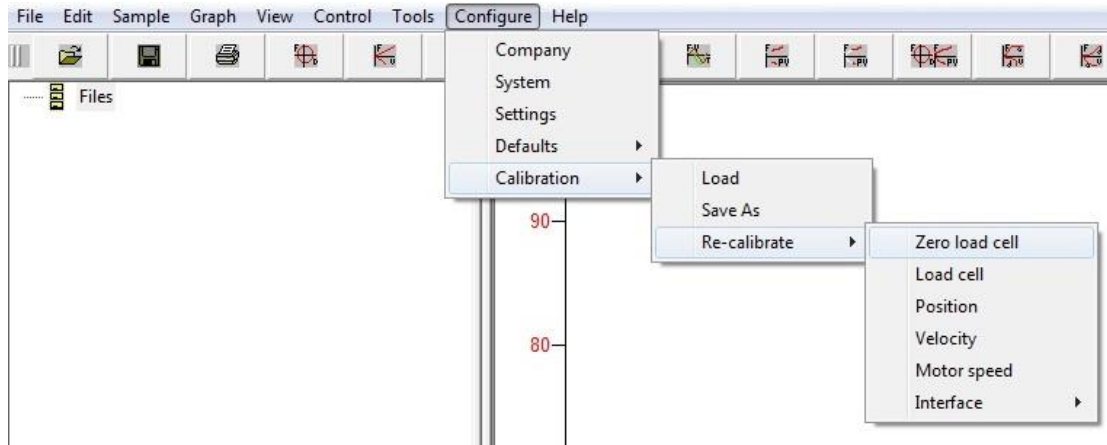 File Edit Sample Graph View Control Tools Configure Help
Company
System
Settings
Defaults
Calibration
Files
Load
Save As
Re-calibrate
Zero load cell
Load cell
Position
Velocity
Motor speed
Interface
90
80